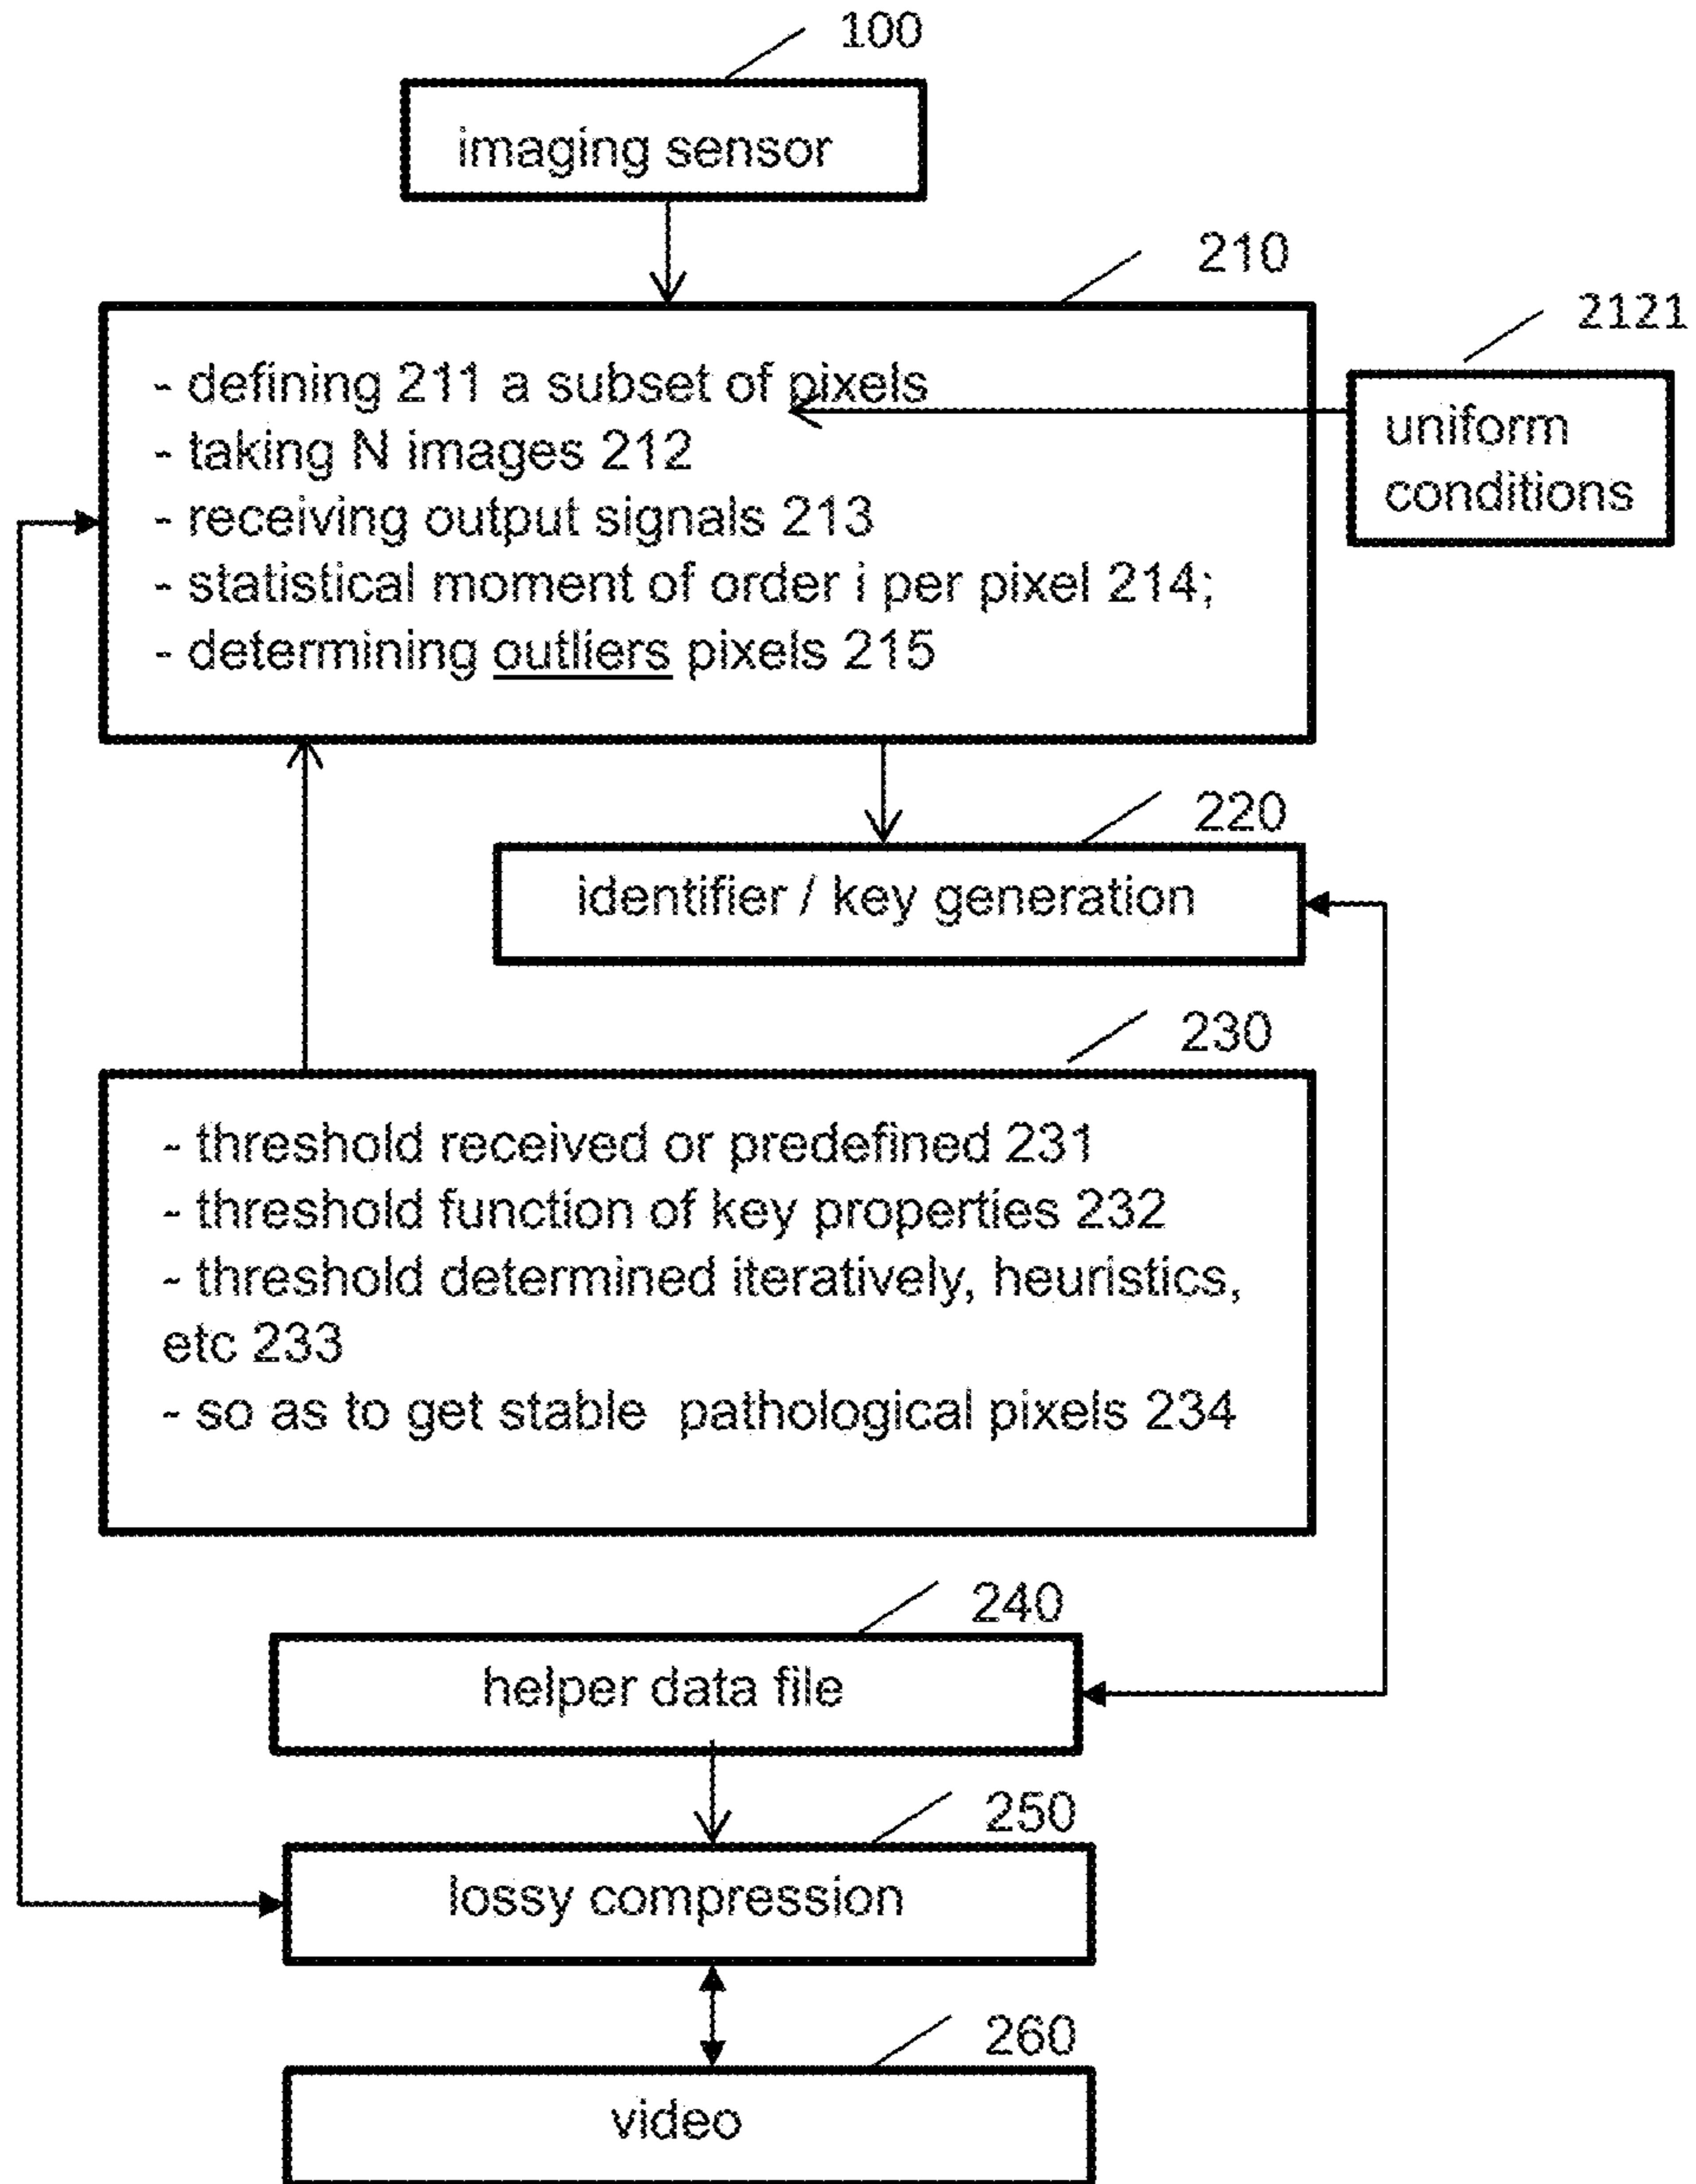 100
imaging sensor
210
2121
- defining 211 a subset of pixels
- taking N images 212
- receiving output signals 213
- statistical moment of order i per pixel 214;
- determining outliers pixels 215
uniform
conditions
220
identifier / key generation
230
- threshold received or predefined 231
- threshold function of key properties 232
- threshold determined iteratively, heuristics,
etc 233
- so as to get stable pathological pixels 234
240
helper data file
250
lossy compression
260
video